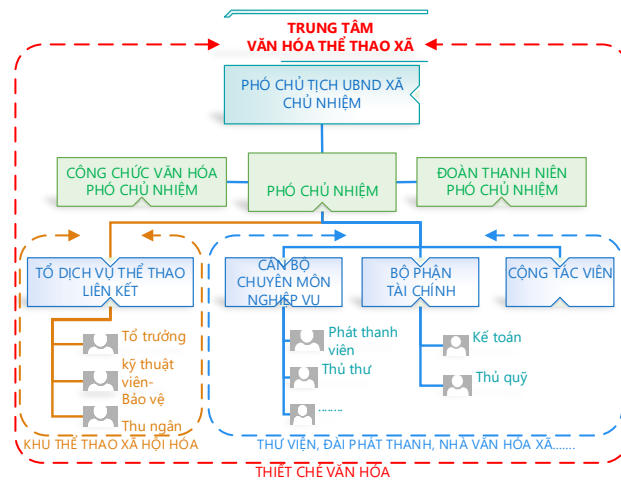 TRUNG TÂM
VĂN HÓA THỂ THAO XÃ
PHÓ CHỦ TỊCH UBND XÃ
CHỦ NHIỆM
CÔNG CHỨC VĂN HÓA
PHÓ CHỦ NHIỆM
PHÓ CHỦ NHIỆM
ĐOÀN THANH NIÊN
PHÓ CHỦ NHIỆM
TỔ DỊCH VỤ THỂ THAO
LIÊN KẾT
CÁN BỘ
CHUYÊN MÔN
NGHIỆP VỤ
BỘ PHẬN
TÀI CHÍNH
CỘNG TÁC VIÊN
Tổ trưởng
kỹ thuật
viên-
Bảo vệ
Thu ngân
Phát thanh
viên
Thủ thư
........
Kế toán
Thủ quỹ
KHU THỂ THAO XÃ HỘI HÓA
THƯ VIỆN, ĐÀI PHÁT THANH, NHÀ VĂN HÓA XÃ.......
THIẾT CHẾ VĂN HÓA